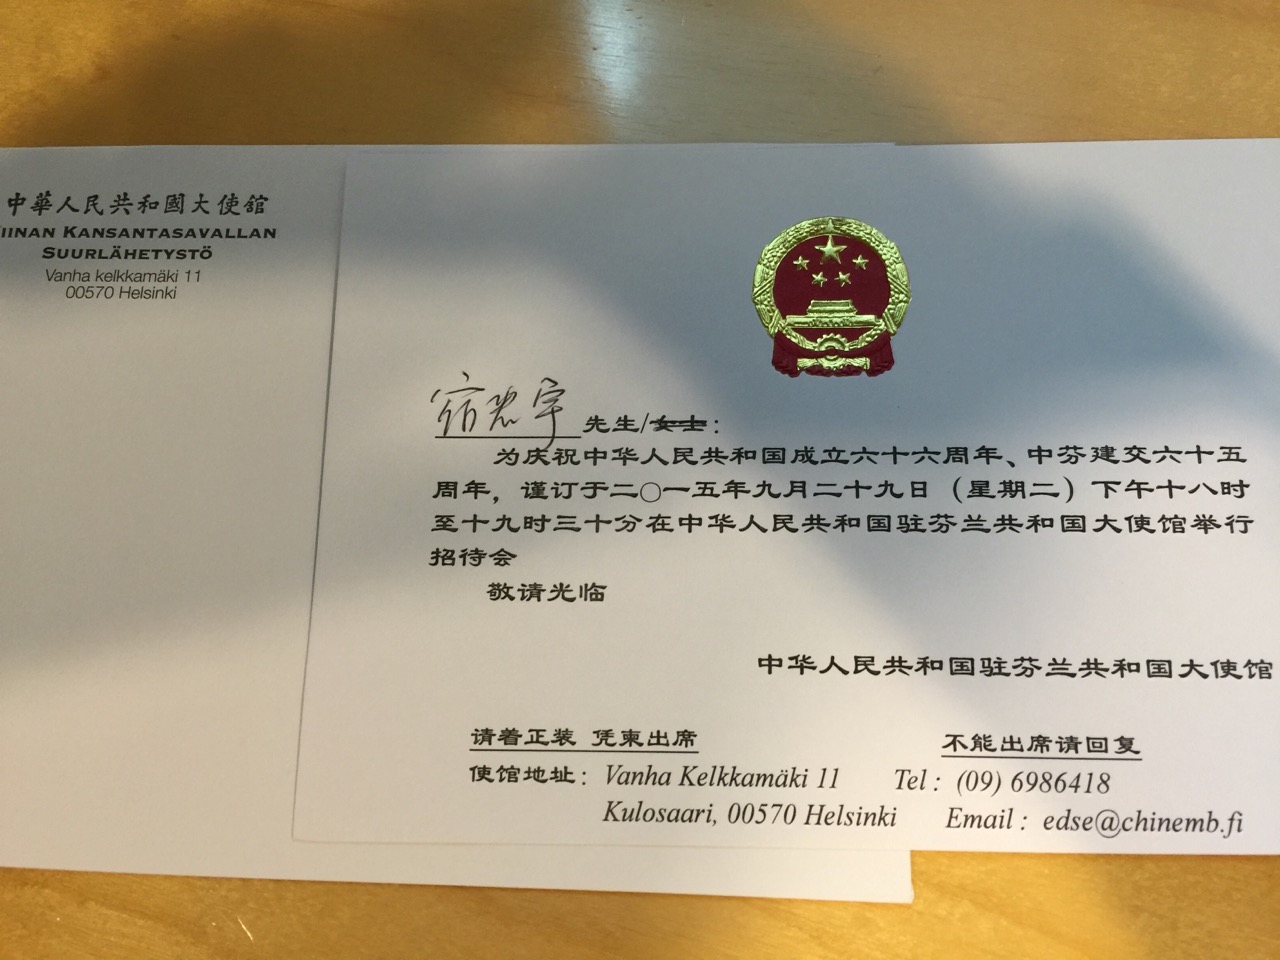 中華人民共和國大使館
IINAN KANSANTASAVALLAN
SUURLÄHETYSTÖ
Vanha kelkkamäki 11
00570 Helsinki
宿忠宇 先生/女士：
为庆祝中华人民共和国成立六十六周年、中芬建交六十五
周年，谨订于二〇一五年九月二十九日（星期二）下午十八时
至十九时三十分在中华人民共和国驻芬兰共和国大使馆举行
招待会
敬请光临
中华人民共和国驻芬兰共和国大使馆
请着正装 凭柬出席
不能出席请回复
使馆地址：Vanha Kelkkamäki 11
Kulosaari, 00570 Helsinki
Tel : (09) 6986418
Email : edse@chinemb.fi